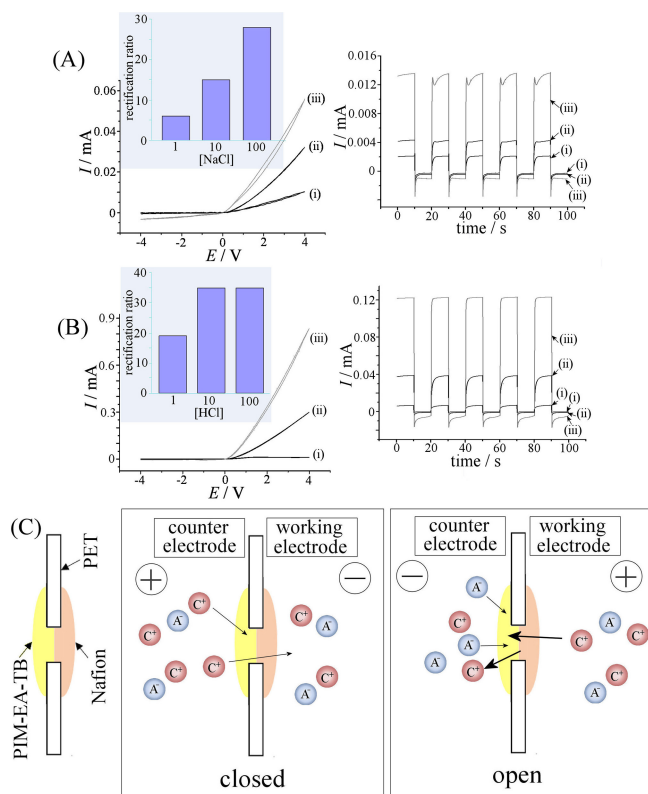 (A)
rectification ratio
30
20
10
0
1
10
100
[NaCl]
I / mA
0.06
0.04
0.02
0
-4
-2
0
2
4
E / V
(iii)
(ii)
(i)
I / mA
0.016
0.012
0.008
0.004
0
0
20
40
60
80
100
time / s
(iii)
(ii)
(i)
(i)
(ii)
(iii)
(B)
rectification ratio
40
30
20
10
0
1
10
100
[HCl]
I / mA
0.9
0.6
0.3
0
-4
-2
0
2
4
E / V
(iii)
(ii)
(i)
I / mA
0.12
0.08
0.04
0
0
20
40
60
80
100
time / s
(iii)
(ii)
(i)
(i)
(ii)
(iii)
(C)
PET
PIM-EA-TB
Nafion
counter
electrode
working
electrode
+
−
C+
A-
C+
C+
C+
A-
C+
A-
C+
A-
closed
counter
electrode
working
electrode
−
+
A-
C+
A-
A-
C+
C+
C+
A-
C+
A-
open